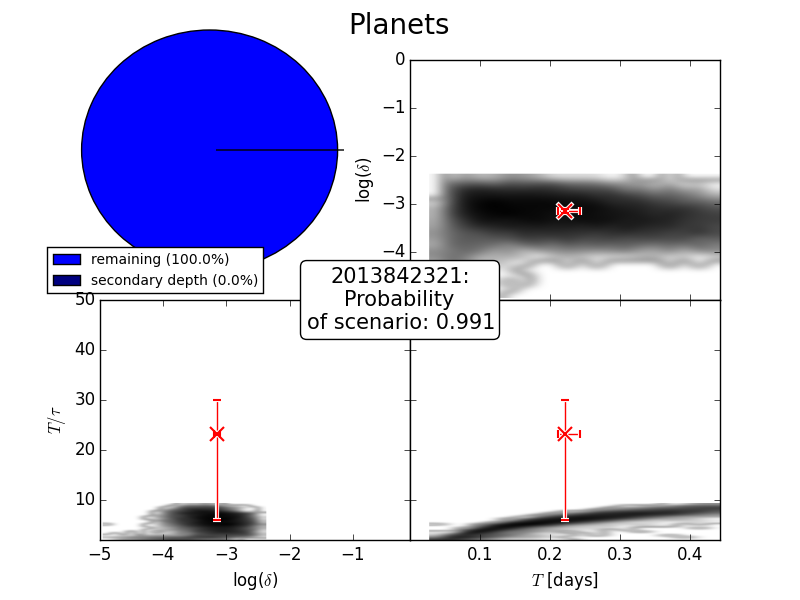 Planets
0
−1
−2
−3
−4
log(δ)
remaining (100.0%)
secondary depth (0.0%)
2013842321:
Probability
of scenario: 0.991
50
40
30
20
10
T/τ
−5 −4 −3 −2 −1
0.1 0.2 0.3 0.4
log(δ)
T [days]